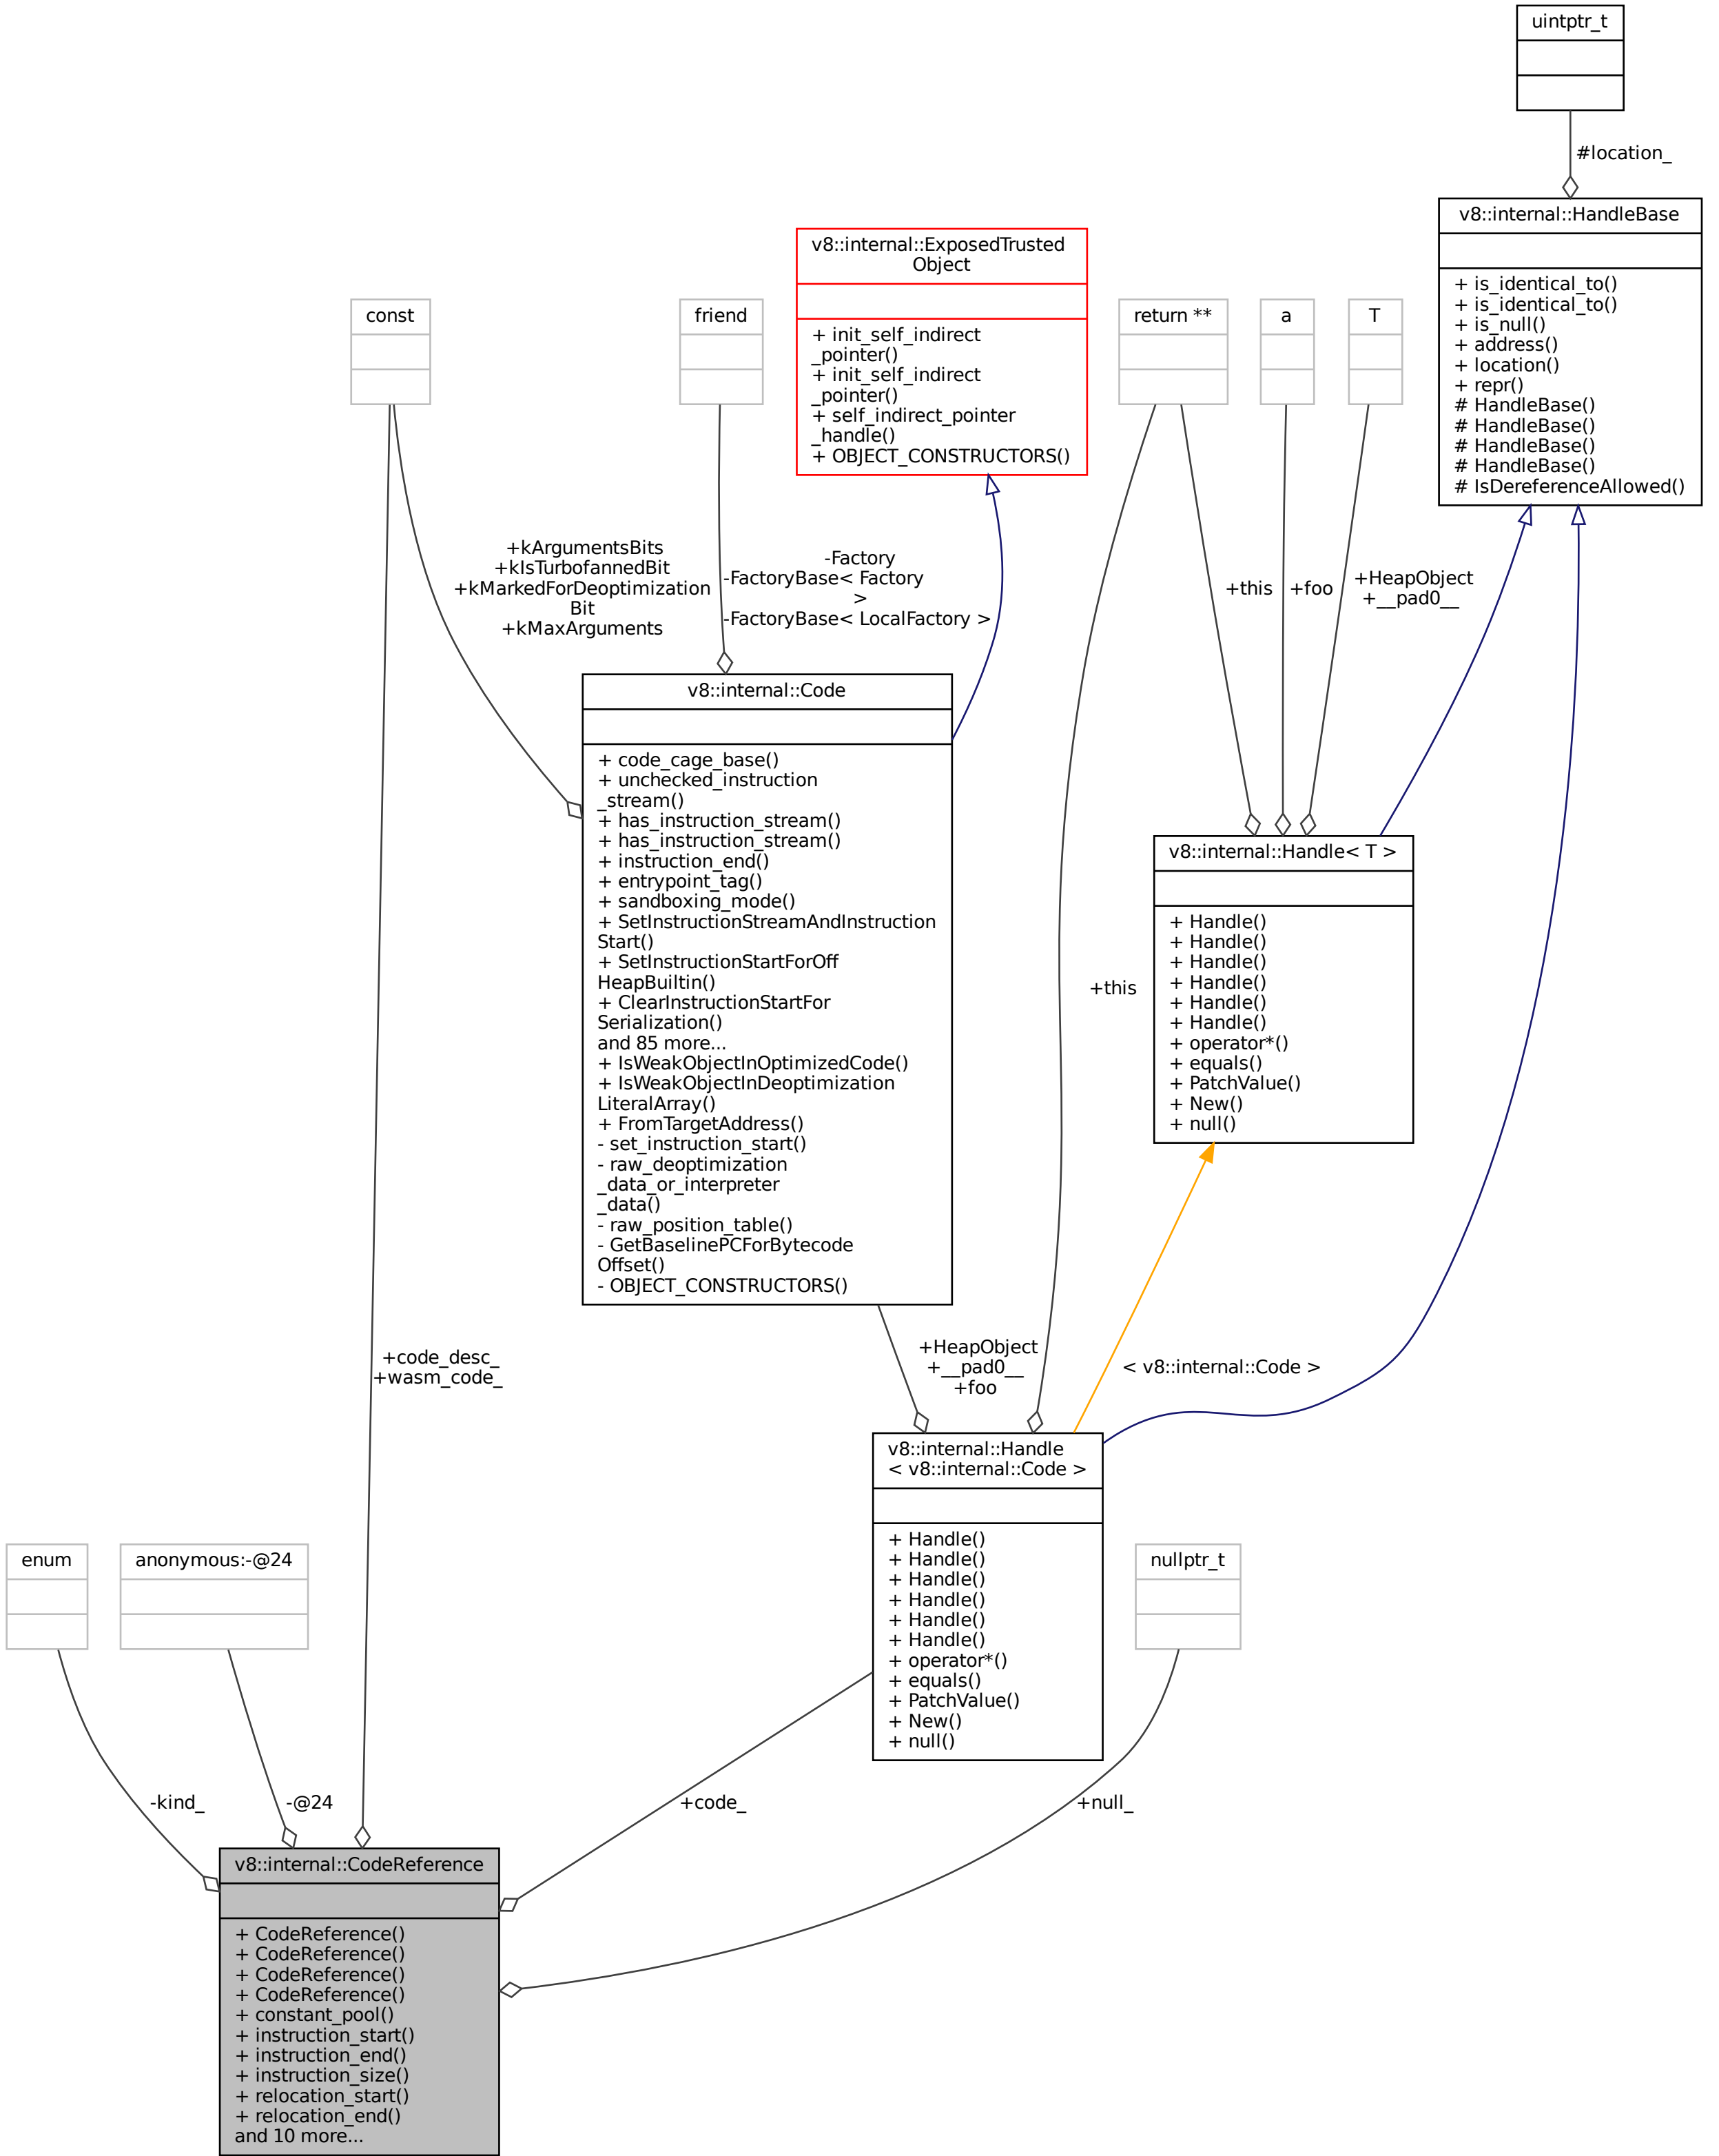 uintptr_t
#location_
v8::internal::HandleBase
+ is_identical_to()
+ is_identical_to()
+ is_null()
+ address()
+ location()
+ repr()
# HandleBase()
# HandleBase()
# HandleBase()
# HandleBase()
# IsDereferenceAllowed()
v8::internal::ExposedTrusted
Object
+ init_self_indirect
_pointer()
+ init_self_indirect
_pointer()
+ self_indirect_pointer
_handle()
+ OBJECT_CONSTRUCTORS()
const
friend
return **
a
T
+kArgumentsBits
+kIsTurbofannedBit
+kMarkedForDeoptimization
Bit
+kMaxArguments
-Factory
-FactoryBase< Factory
>
-FactoryBase< LocalFactory >
+this
+foo
+HeapObject
+__pad0__
v8::internal::Code
+ code_cage_base()
+ unchecked_instruction
_stream()
+ has_instruction_stream()
+ has_instruction_stream()
+ instruction_end()
+ entrypoint_tag()
+ sandboxing_mode()
+ SetInstructionStreamAndInstruction
Start()
+ SetInstructionStartForOff
HeapBuiltin()
+ ClearInstructionStartFor
Serialization()
and 85 more...
+ IsWeakObjectInOptimizedCode()
+ IsWeakObjectInDeoptimization
LiteralArray()
+ FromTargetAddress()
- set_instruction_start()
- raw_deoptimization
_data_or_interpreter
_data()
- raw_position_table()
- GetBaselinePCForBytecode
Offset()
- OBJECT_CONSTRUCTORS()
v8::internal::Handle< T >
+ Handle()
+ Handle()
+ Handle()
+ Handle()
+ Handle()
+ Handle()
+ operator*()
+ equals()
+ PatchValue()
+ New()
+ null()
+this
+code_desc_
+wasm_code_
+HeapObject
+__pad0__
+foo
< v8::internal::Code >
v8::internal::Handle
< v8::internal::Code >
+ Handle()
+ Handle()
+ Handle()
+ Handle()
+ Handle()
+ Handle()
+ operator*()
+ equals()
+ PatchValue()
+ New()
+ null()
enum
anonymous:-@24
nullptr_t
-kind_
-@24
+code_
+null_
v8::internal::CodeReference
+ CodeReference()
+ CodeReference()
+ CodeReference()
+ CodeReference()
+ constant_pool()
+ instruction_start()
+ instruction_end()
+ instruction_size()
+ relocation_start()
+ relocation_end()
and 10 more...